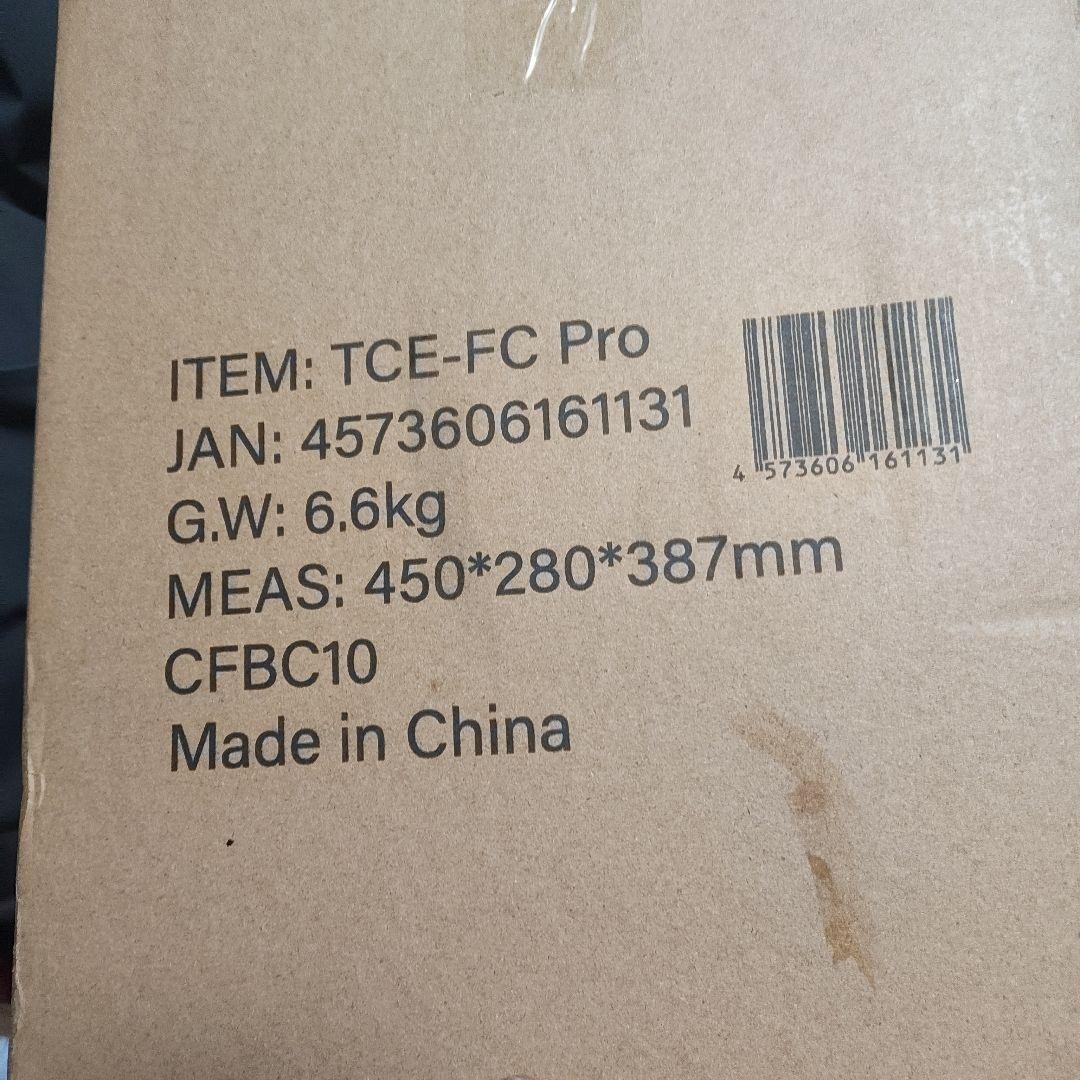 ITEM: TCE-FC Pro
JAN: 4573606161131
G.W: 6.6kg
MEAS: 450*280*387mm
CFBC10
Made in China
4 573606 161131